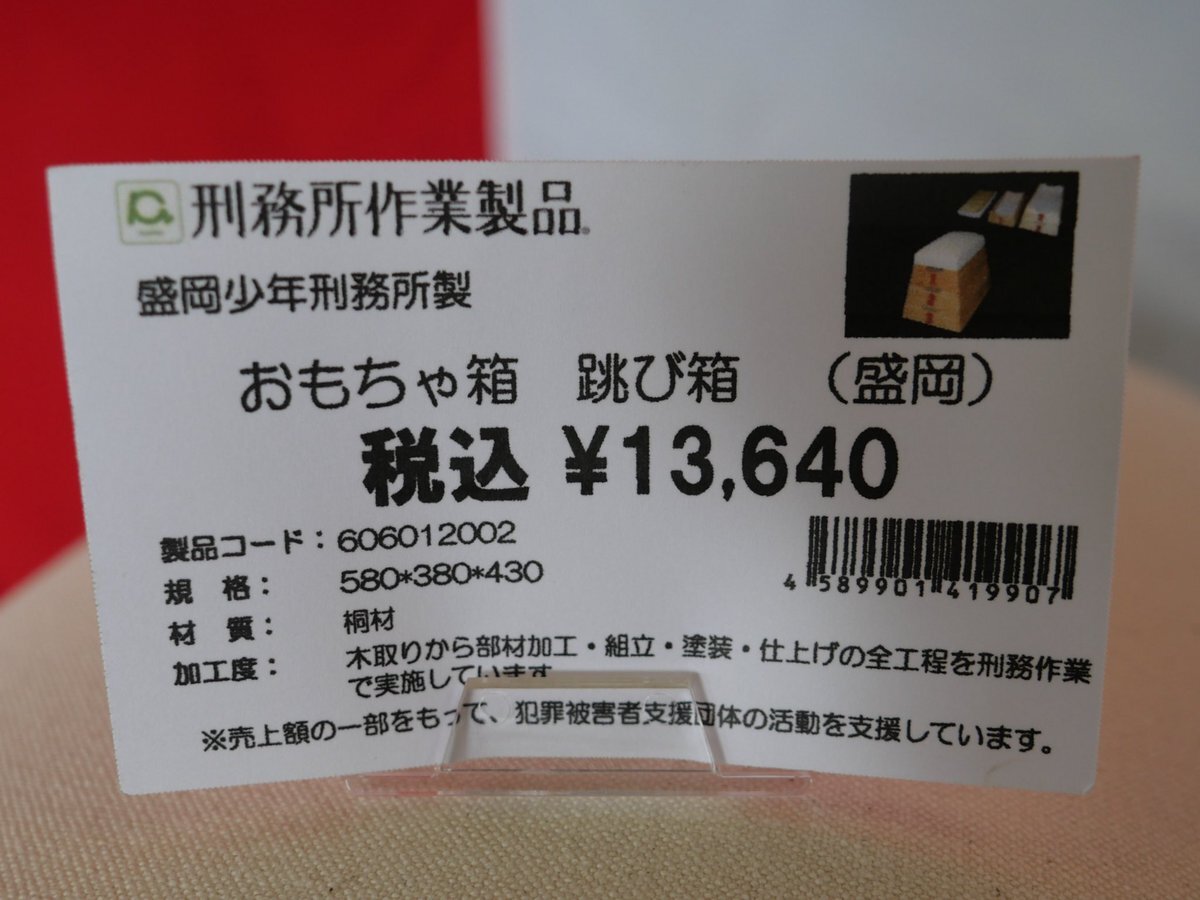 刑務所作業製品®
盛岡少年刑務所製
おもちゃ箱　跳び箱　（盛岡）
税込 ¥13,640
製品コード：606012002
規　格：580*380*430
材　質：桐材
加工度：木取りから部材加工・組立・塗装・仕上げの全工程を刑務作業
で実施しています
4 589901 419907
※売上額の一部をもって、犯罪被害者支援団体の活動を支援しています。